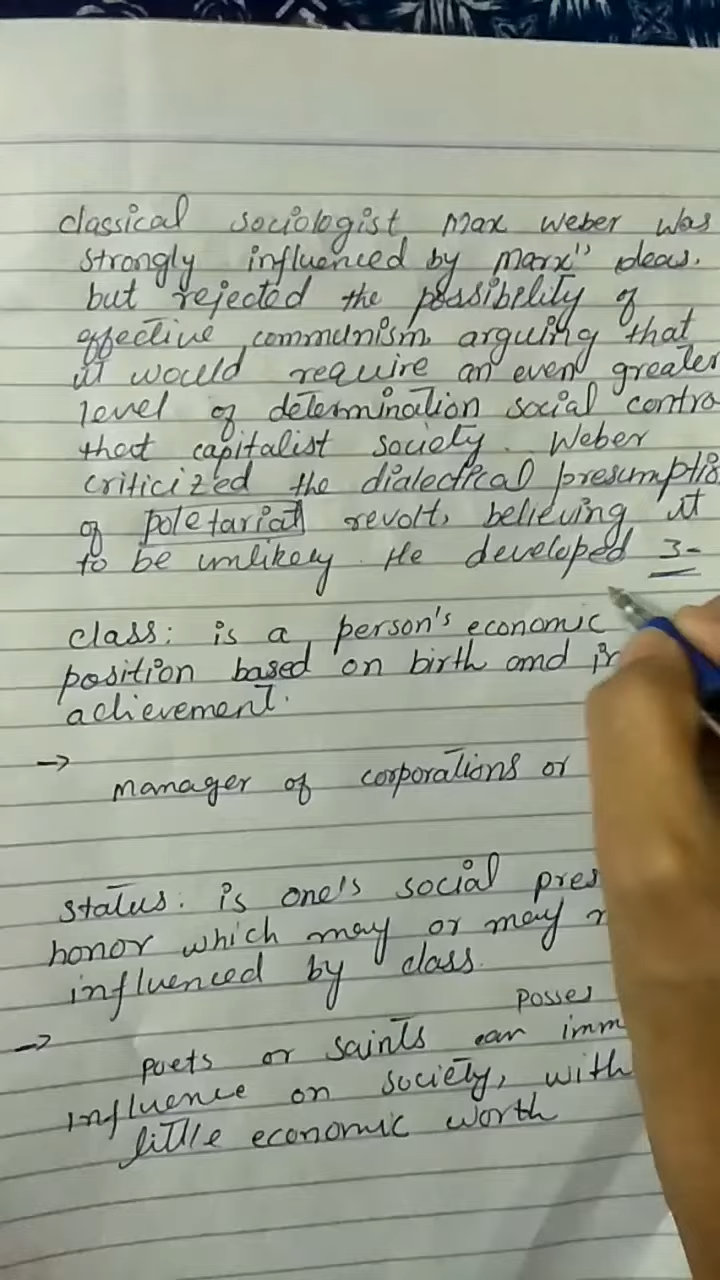 classical sociologist Max Weber was
strongly influenced by Marx'' ideas.
but rejected the possibility of
effective communism, arguing that
it would require an even greater
level of determination social contro
that capitalist society. Weber
criticized the dialectical presumptio
of poletariat revolt, believing it
to be unlikely. He developed 3-
class: is a person's economic
position based on birth and in
achievement.
→
manager of corporations or
status: is one's social pres
honor which may or may n
influenced by class.
posses
→
poets or saints can imm
influence on society, with
little economic worth